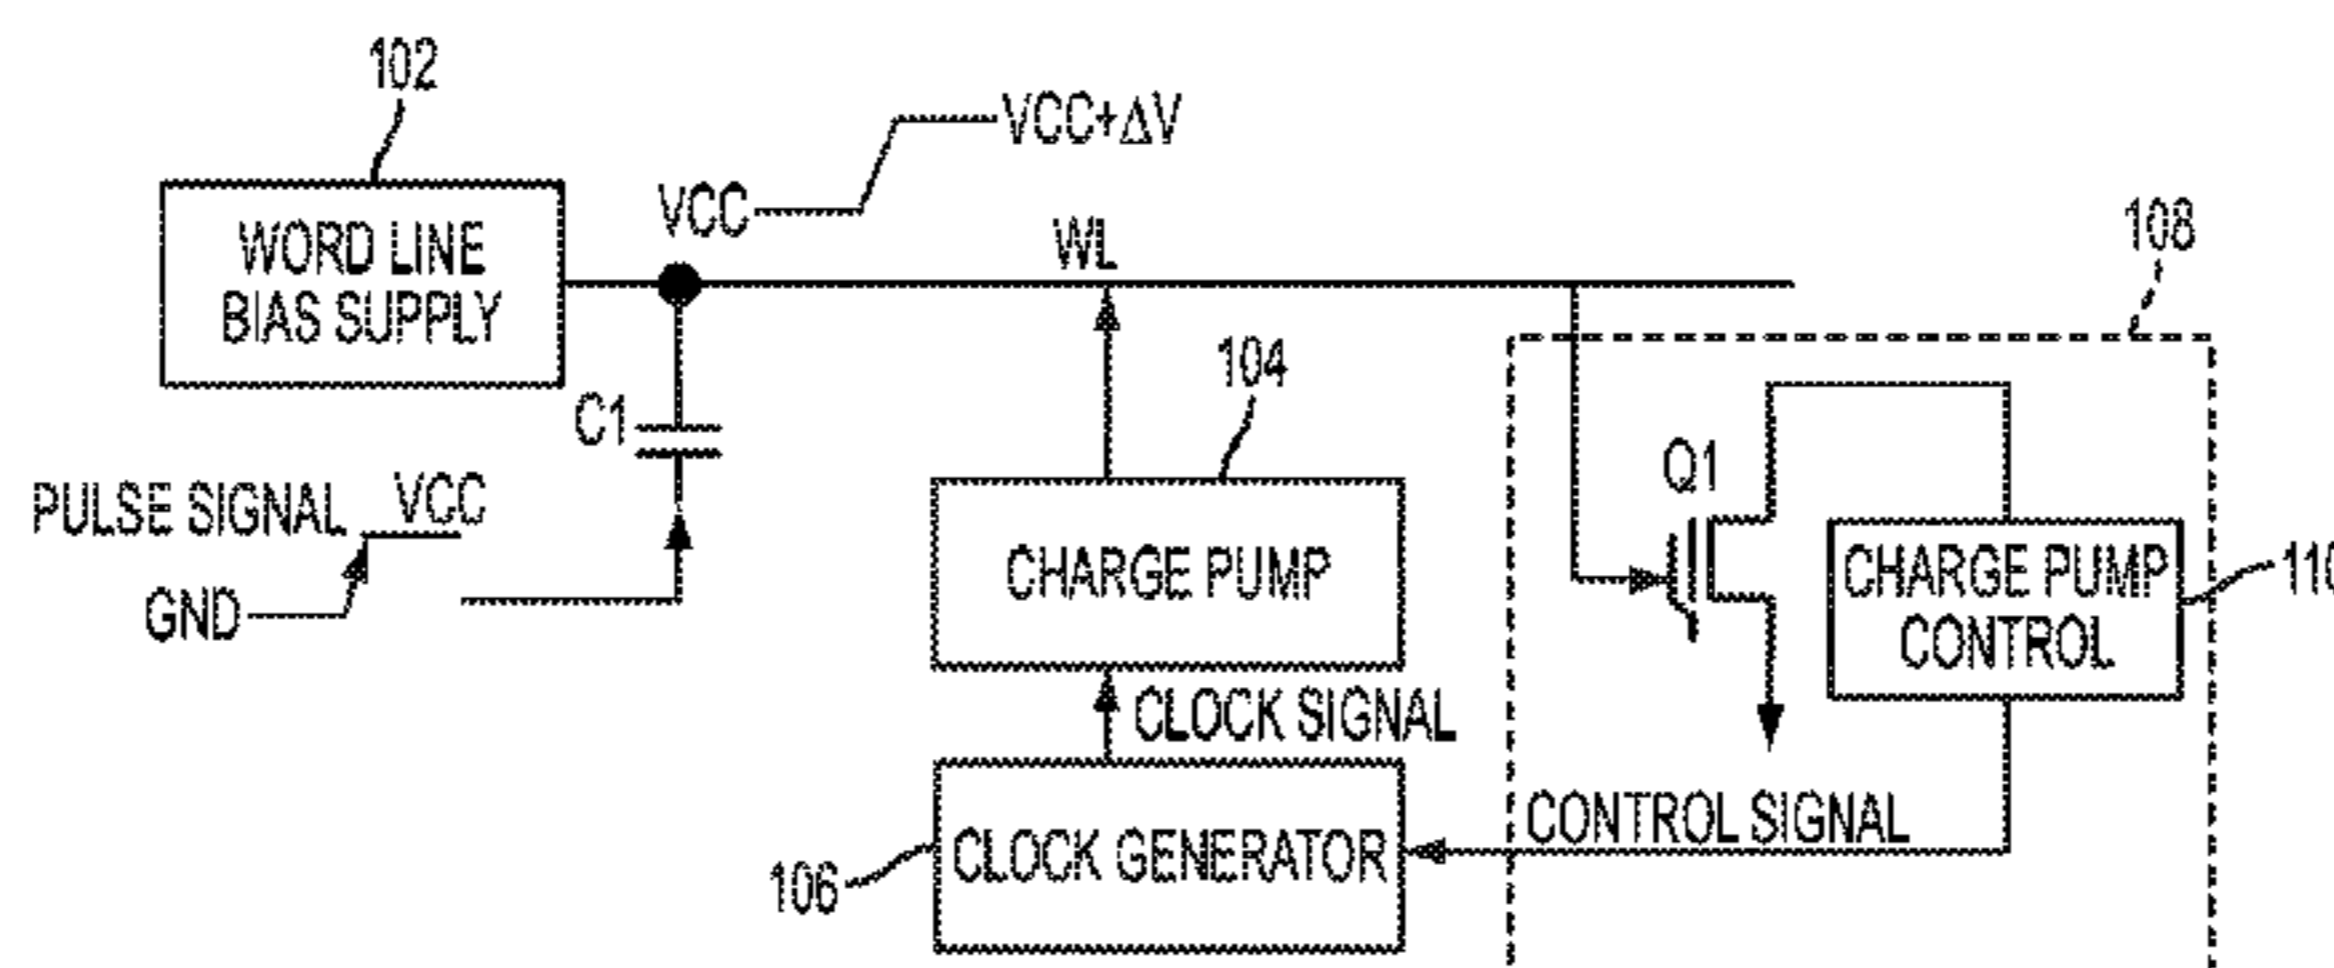 102
VCC+ΔV
VCC
WORD LINE
BIAS SUPPLY
WL
108
104
C1
Q1
PULSE SIGNAL VCC
GND
CHARGE PUMP
CHARGE PUMP
CONTROL
110
CLOCK SIGNAL
CONTROL SIGNAL
CLOCK GENERATOR
106